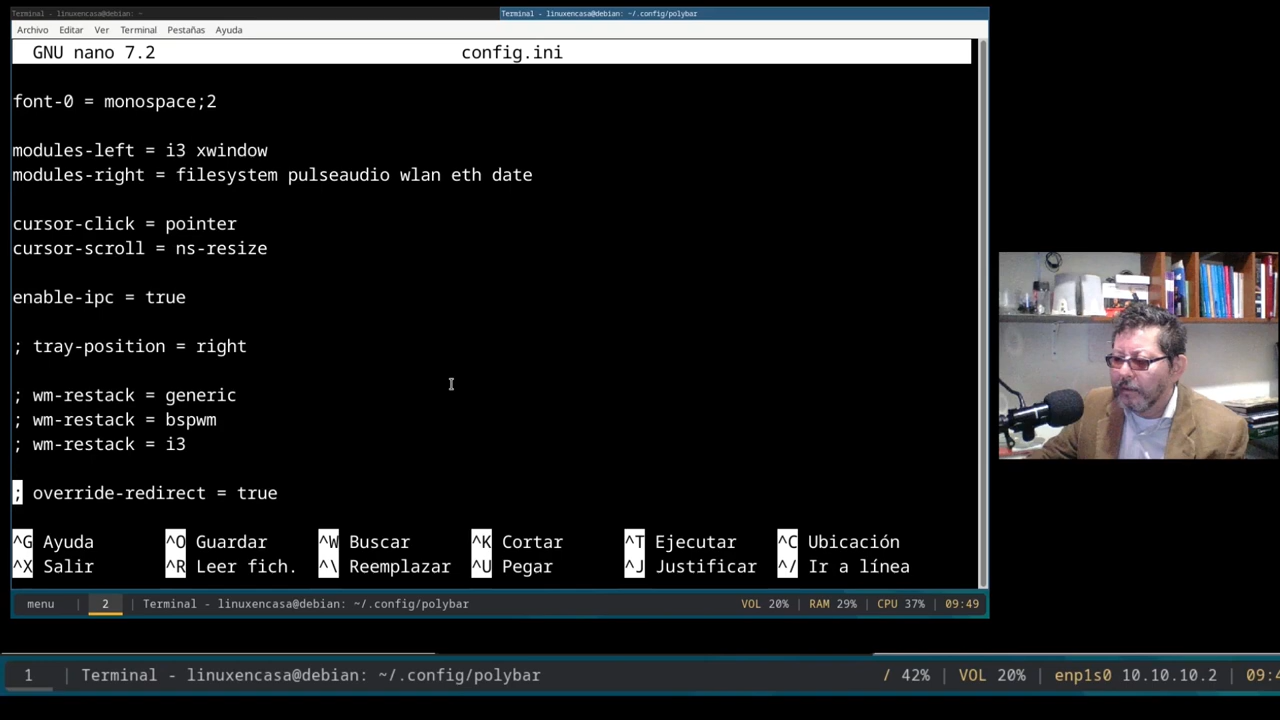 Terminal - linuxencasa@debian: ~
Terminal - linuxencasa@debian: ~/.config/polybar
Archivo Editar Ver Terminal Pestañas Ayuda
GNU nano 7.2 config.ini
font-0 = monospace;2
modules-left = i3 xwindow
modules-right = filesystem pulseaudio wlan eth date
cursor-click = pointer
cursor-scroll = ns-resize
enable-ipc = true
; tray-position = right
; wm-restack = generic
; wm-restack = bspwm
; wm-restack = i3
; override-redirect = true
^G Ayuda ^O Guardar ^W Buscar ^K Cortar ^T Ejecutar ^C Ubicación
^X Salir ^R Leer fich. ^\ Reemplazar ^U Pegar ^J Justificar ^/ Ir a línea
menu | 2 | Terminal - linuxencasa@debian: ~/.config/polybar VOL 20% | RAM 29% | CPU 37% | 09:49
1 | Terminal - linuxencasa@debian: ~/.config/polybar / 42% | VOL 20% | enp1s0 10.10.10.2 | 09:4